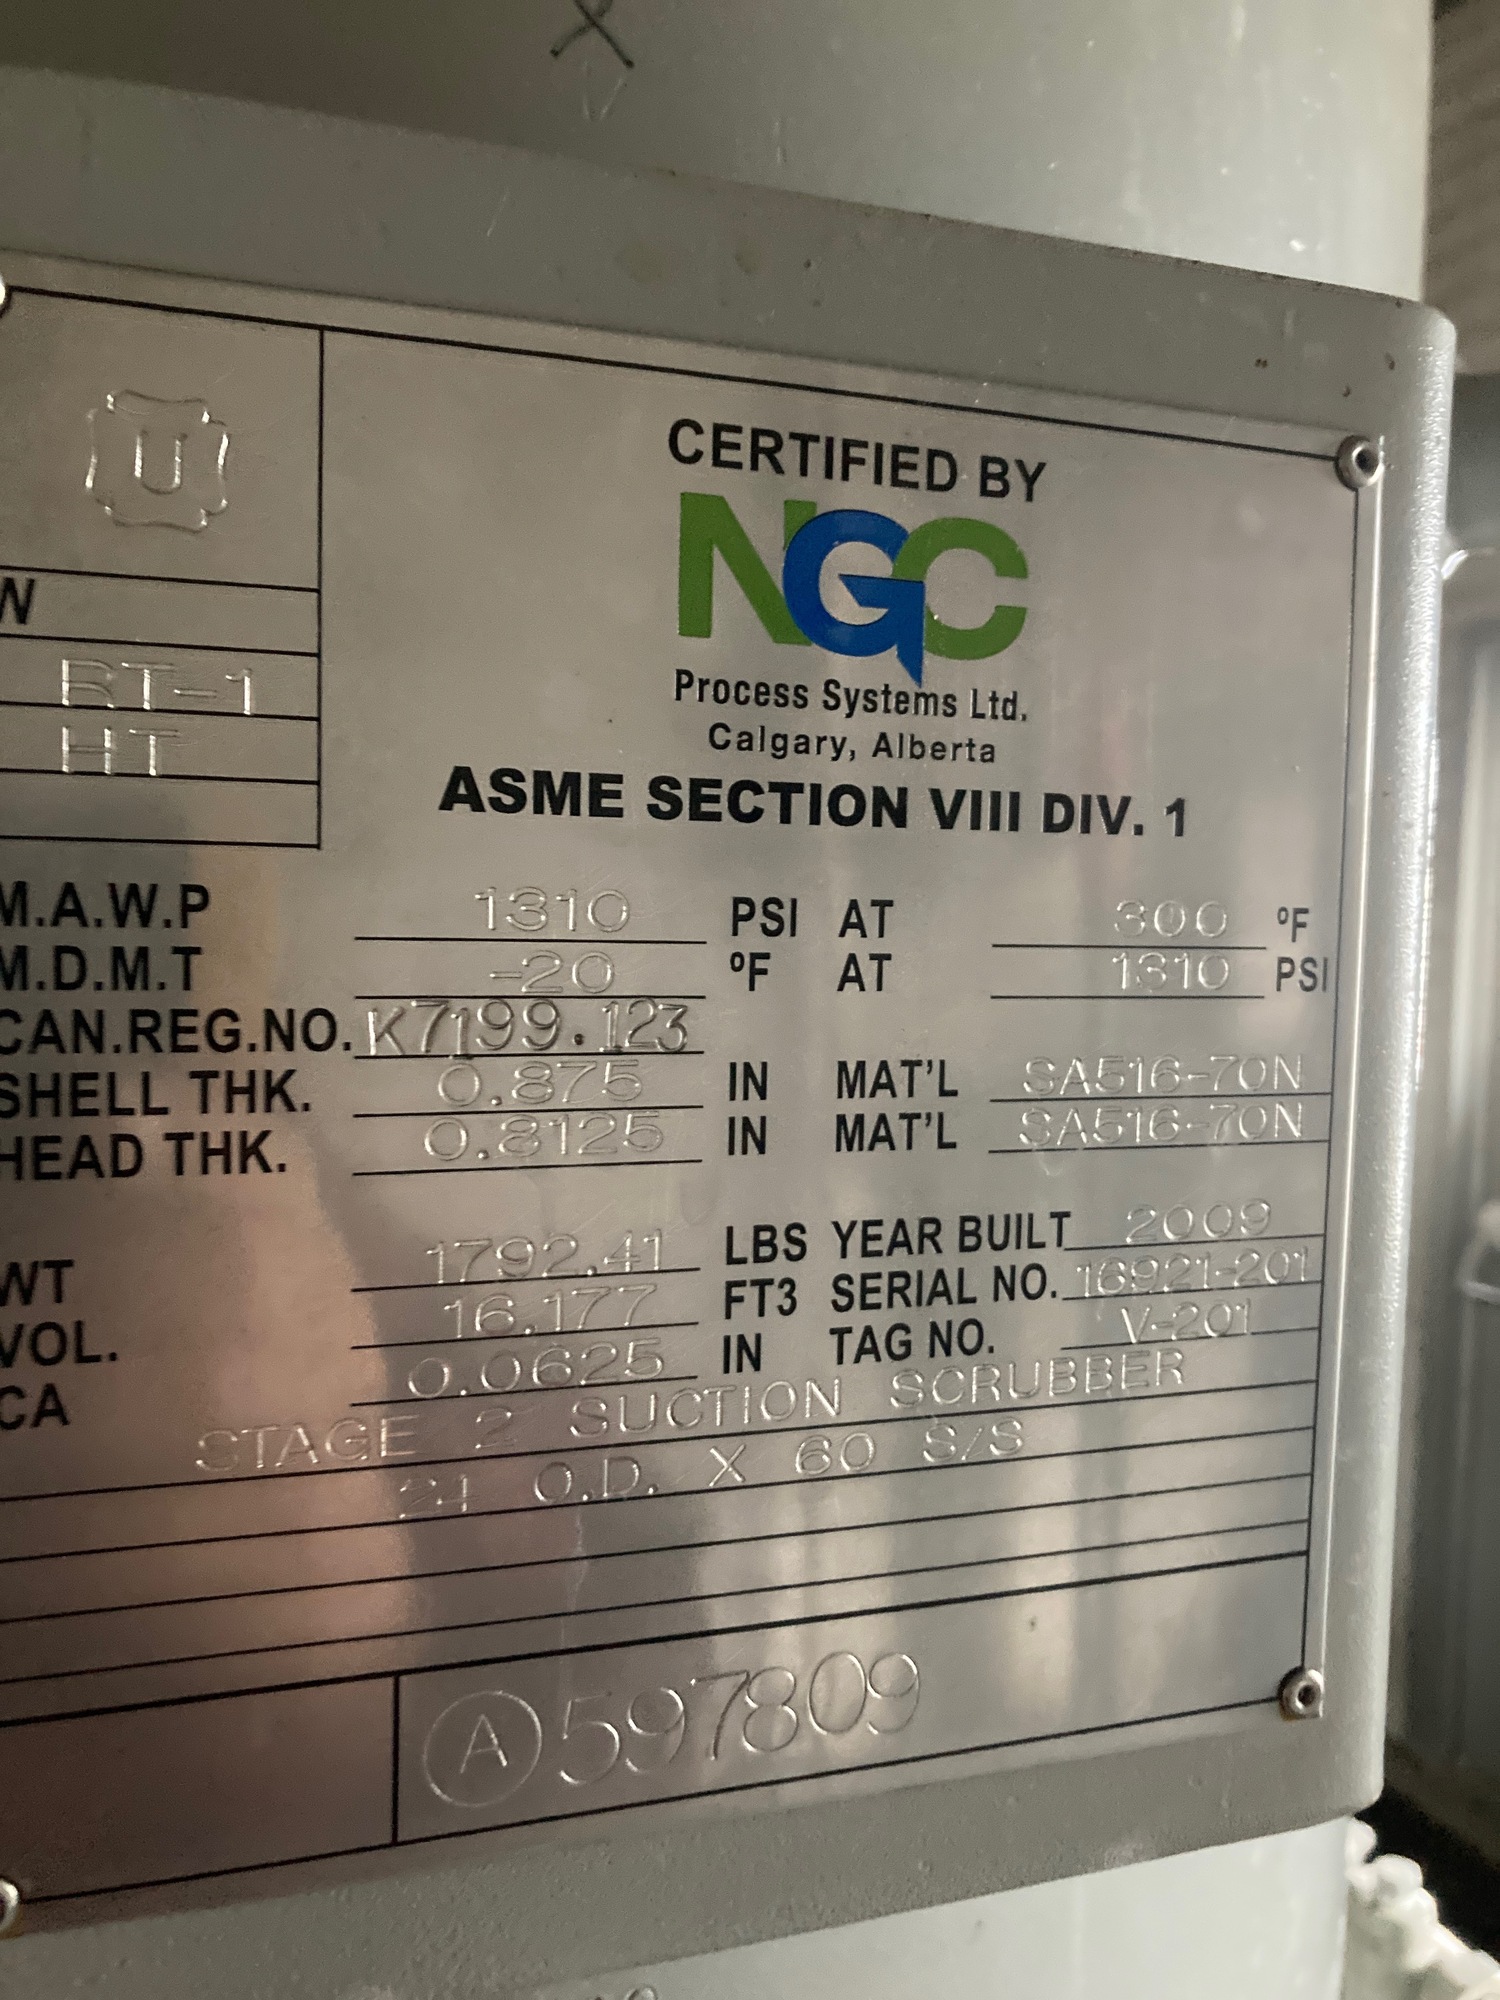 U
CERTIFIED BY
NGC
Process Systems Ltd.
Calgary, Alberta
W
RT-1
HT
ASME SECTION VIII DIV. 1
M.A.W.P 1310 PSI AT 300 ºF
M.D.M.T -20 ºF AT 1310 PSI
CAN.REG.NO. K7199.123
SHELL THK. 0.875 IN MAT'L SA516-70N
HEAD THK. 0.8125 IN MAT'L SA516-70N
WT 1792.41 LBS YEAR BUILT 2009
VOL. 16.177 FT3 SERIAL NO. 16921-201
CA 0.0625 IN TAG NO. V-201
STAGE 2 SUCTION SCRUBBER
24 O.D. X 60 S/S
A 597809